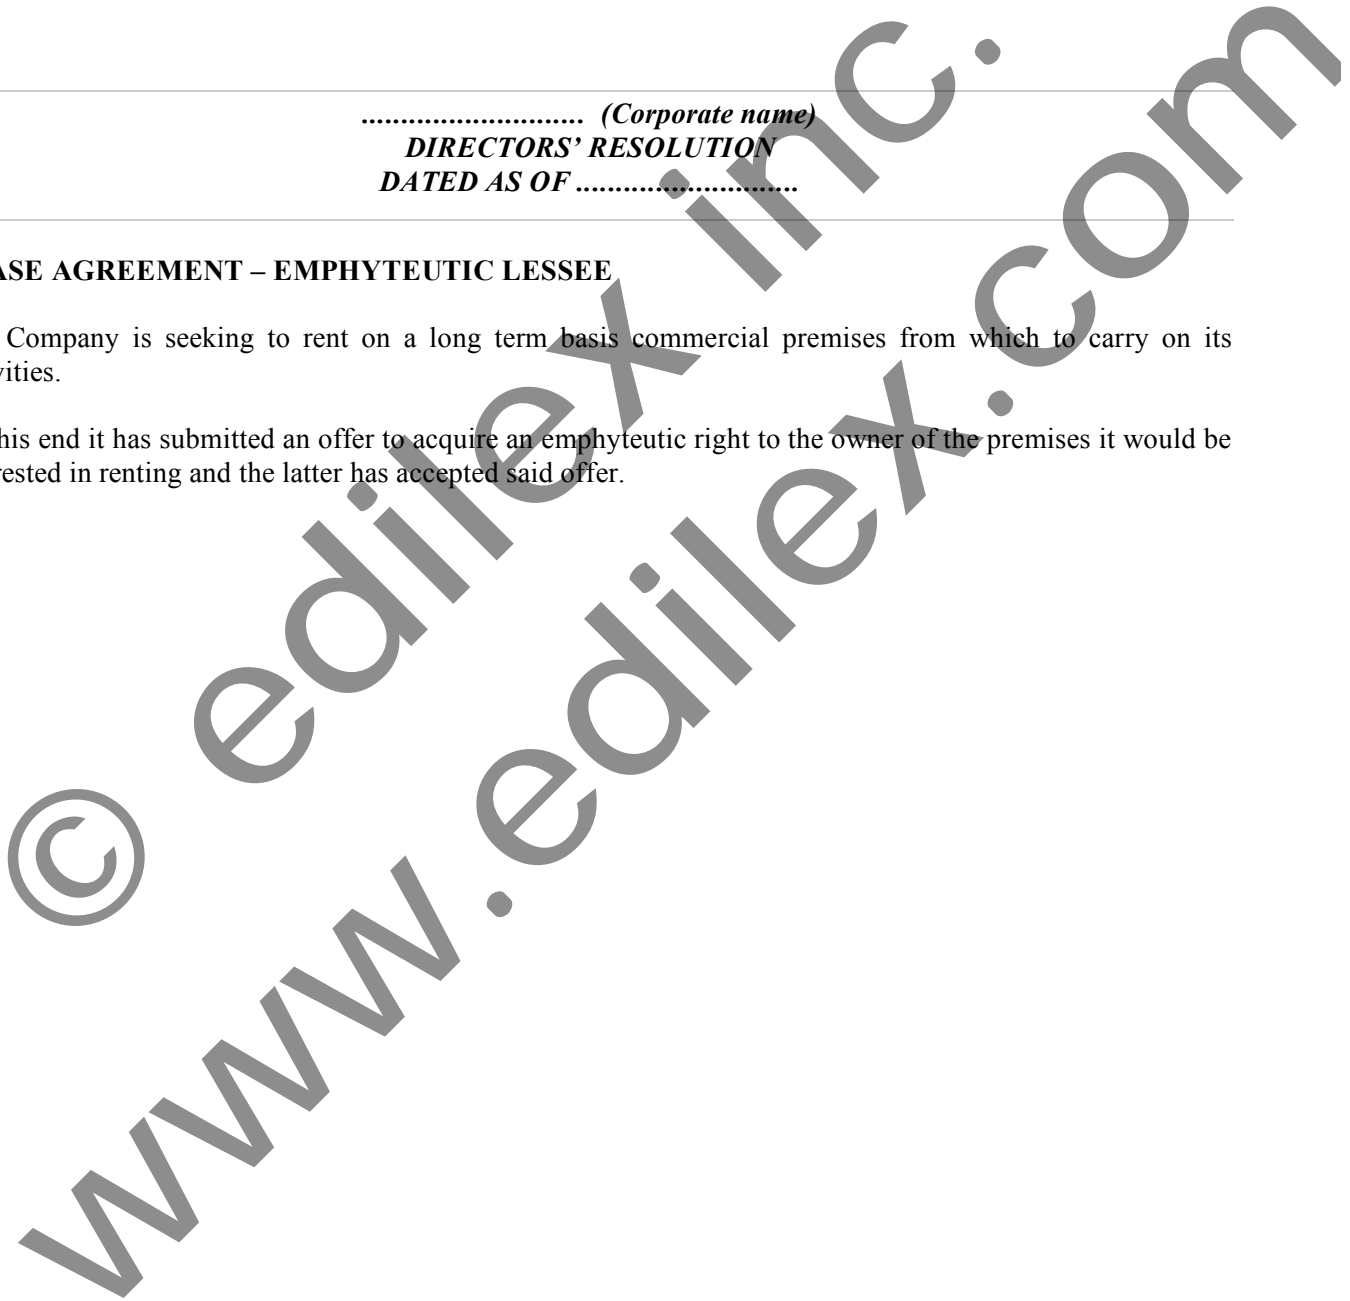 ............................ (Corporate name)
DIRECTORS’ RESOLUTION
DATED AS OF ............................
ASE AGREEMENT – EMPHYTEUTIC LESSEE
Company is seeking to rent on a long term basis commercial premises from which to carry on its
vities.
his end it has submitted an offer to acquire an emphyteutic right to the owner of the premises it would be
rested in renting and the latter has accepted said offer.
© edilex inc.
www.edilex.com